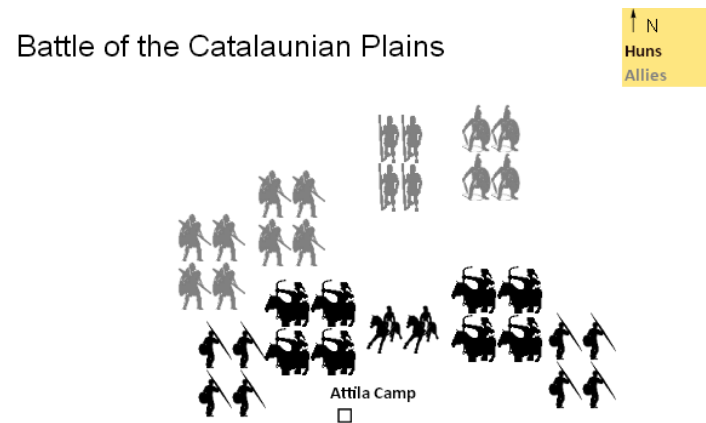 Battle of the Catalaunian Plains
N
Huns
Allies
Attila Camp